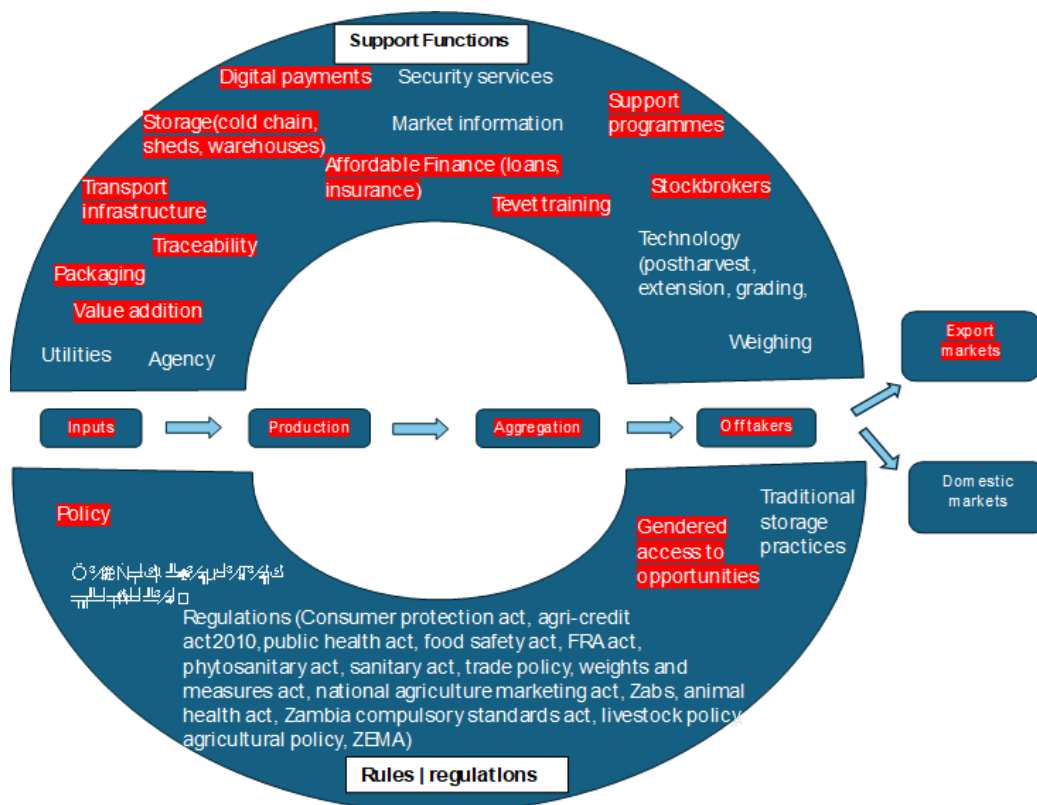 Support Functions
Digital payments
Security services
Storage(cold chain,
sheds, warehouses)
Market information
Support
programmes
Affordable Finance (loans,
insurance)
Transport
infrastructure
Stockbrokers
Tevet training
Traceability
Technology
(postharvest,
extension, grading,
Packaging
Value addition
Utilities
Agency
Weighing
Export
markets
Inputs
Production
Aggregation
Offtakers
Domestic
markets
Policy
Gendered
access to
opportunities
Traditional
storage
practices
Regulations (Consumer protection act, agri-credit
act2010,public health act, food safety act, FRA act,
phytosanitary act, sanitary act, trade policy, weights and
measures act, national agriculture marketing act, Zabs, animal
health act, Zambia compulsory standards act, livestock policy,
agricultural policy, ZEMA)
Rules | regulations